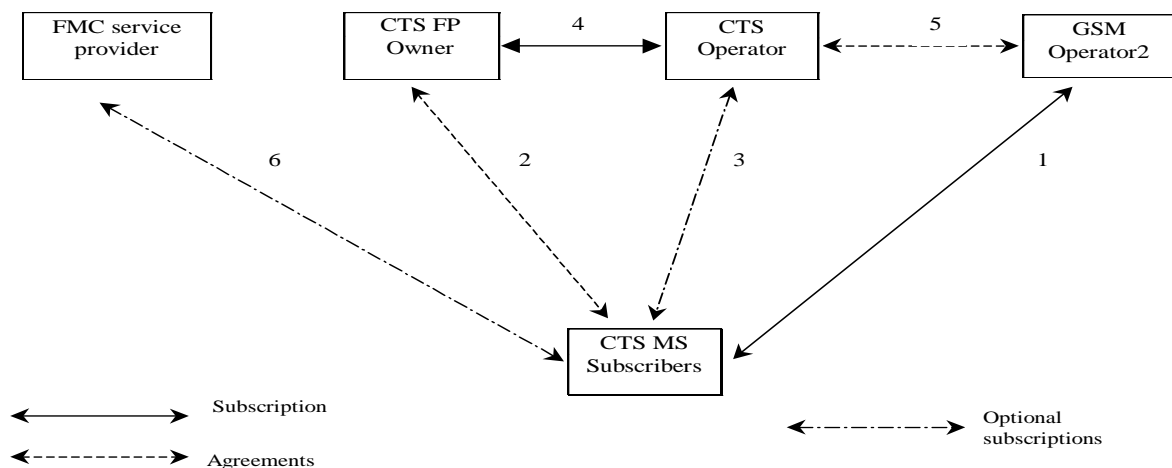 FMC service
provider
CTS FP
Owner
4
CTS
Operator
5
GSM
Operator2
6
2
3
1
CTS MS
Subscribers
Subscription
Agreements
Optional
subscriptions